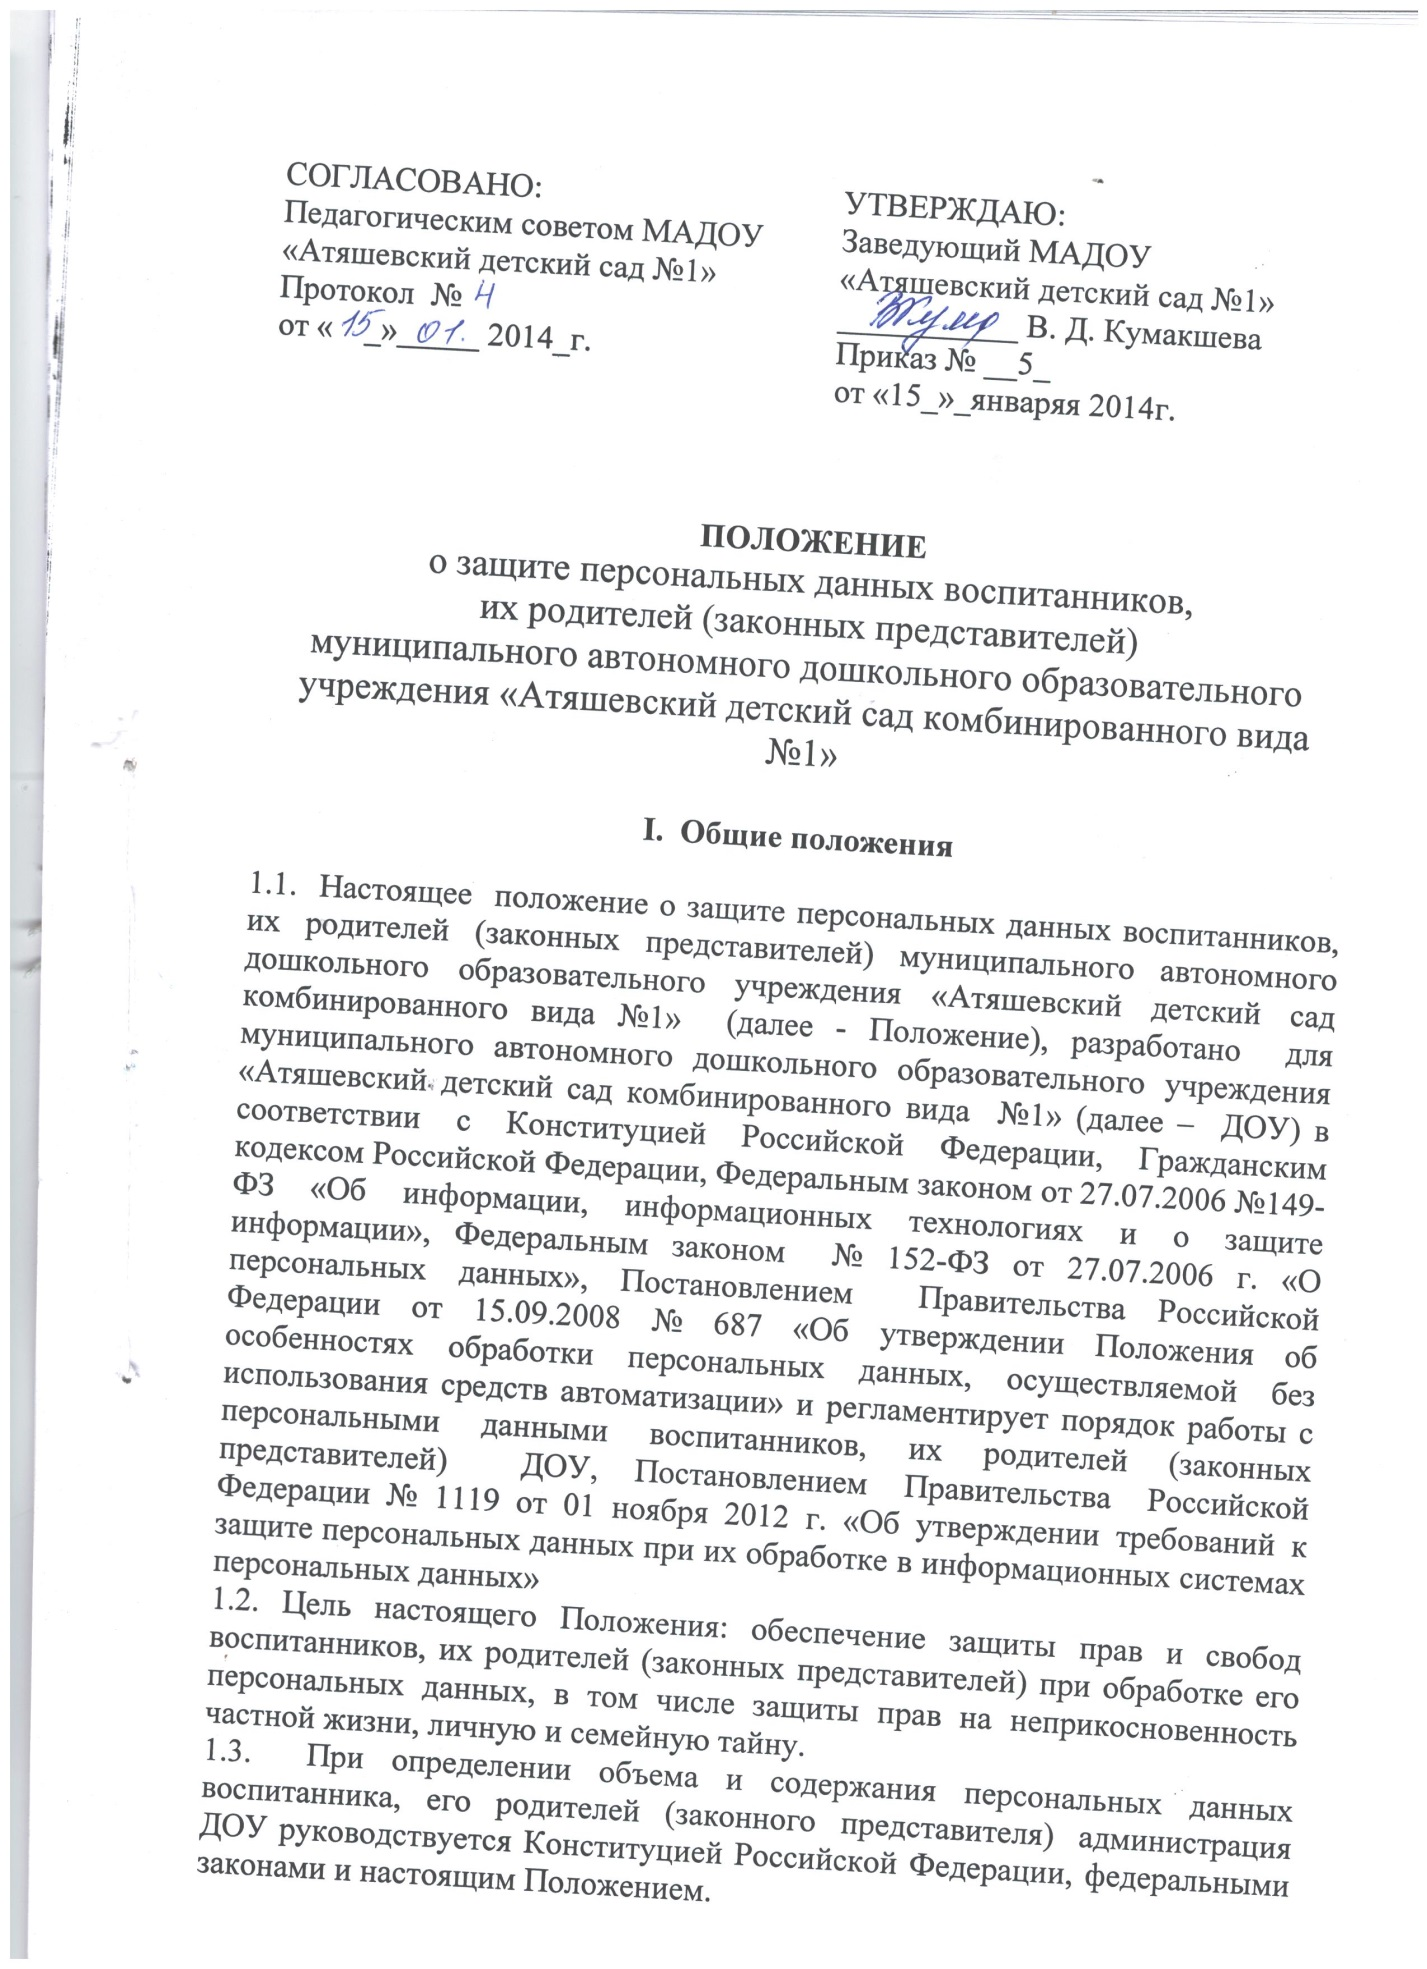 СОГЛАСОВАНО:
Педагогическим советом МАДОУ
«Атяшевский детский сад №1»
Протокол № 4
от « 15_»_01.____ 2014_г.
УТВЕРЖДАЮ:
Заведующий МАДОУ
«Атяшевский детский сад №1»
___________ В. Д. Кумакшева
Приказ № __5_
от «15_»_январяя 2014г.
ПОЛОЖЕНИЕ
о защите персональных данных воспитанников,
их родителей (законных представителей)
муниципального автономного дошкольного образовательного
учреждения «Атяшевский детский сад комбинированного вида
№1»
I. Общие положения
1.1. Настоящее положение о защите персональных данных воспитанников,
их родителей (законных представителей) муниципального автономного
дошкольного образовательного учреждения «Атяшевский детский сад
комбинированного вида №1» (далее - Положение), разработано для
муниципального автономного дошкольного образовательного учреждения
«Атяшевский детский сад комбинированного вида №1» (далее – ДОУ) в
соответствии с Конституцией Российской Федерации, Гражданским
кодексом Российской Федерации, Федеральным законом от 27.07.2006 №149-
ФЗ «Об информации, информационных технологиях и о защите
информации», Федеральным законом № 152-ФЗ от 27.07.2006 г. «О
персональных данных», Постановлением Правительства Российской
Федерации от 15.09.2008 № 687 «Об утверждении Положения об
особенностях обработки персональных данных, осуществляемой без
использования средств автоматизации» и регламентирует порядок работы с
персональными данными воспитанников, их родителей (законных
представителей) ДОУ, Постановлением Правительства Российской
Федерации № 1119 от 01 ноября 2012 г. «Об утверждении требований к
защите персональных данных при их обработке в информационных системах
персональных данных»
1.2. Цель настоящего Положения: обеспечение защиты прав и свобод
воспитанников, их родителей (законных представителей) при обработке его
персональных данных, в том числе защиты прав на неприкосновенность
частной жизни, личную и семейную тайну.
1.3. При определении объема и содержания персональных данных
воспитанника, его родителей (законного представителя) администрация
ДОУ руководствуется Конституцией Российской Федерации, федеральными
законами и настоящим Положением.